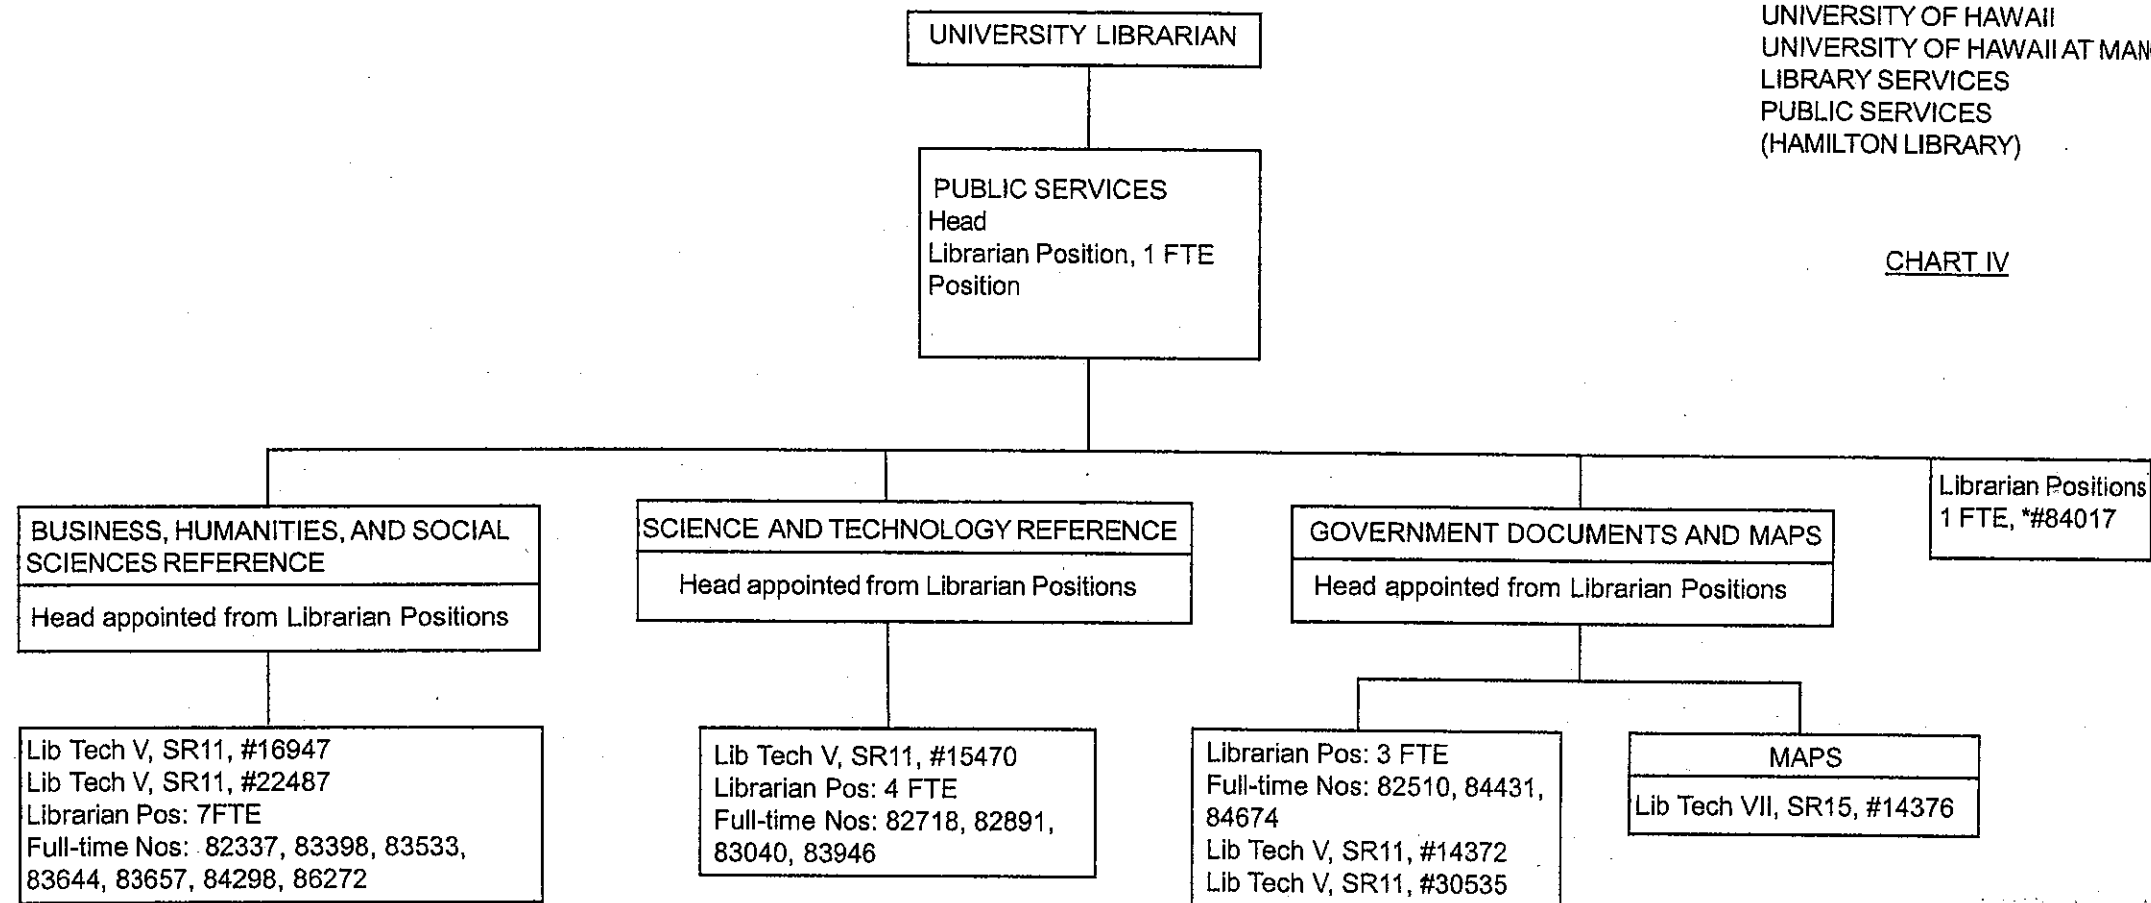 UNIVERSITY OF HAWAII
UNIVERSITY OF HAWAII AT MAN
LIBRARY SERVICES
PUBLIC SERVICES
(HAMILTON LIBRARY)
CHART IV
UNIVERSITY LIBRARIAN
PUBLIC SERVICES
Head
Librarian Position, 1 FTE
Position
BUSINESS, HUMANITIES, AND SOCIAL
SCIENCES REFERENCE
Head appointed from Librarian Positions
Lib Tech V, SR11, #16947
Lib Tech V, SR11, #22487
Librarian Pos: 7FTE
Full-time Nos: 82337, 83398, 83533,
83644, 83657, 84298, 86272
SCIENCE AND TECHNOLOGY REFERENCE
Head appointed from Librarian Positions
Lib Tech V, SR11, #15470
Librarian Pos: 4 FTE
Full-time Nos: 82718, 82891,
83040, 83946
GOVERNMENT DOCUMENTS AND MAPS
Head appointed from Librarian Positions
Librarian Pos: 3 FTE
Full-time Nos: 82510, 84431,
84674
Lib Tech V, SR11, #14372
Lib Tech V, SR11, #30535
MAPS
Lib Tech VII, SR15, #14376
Librarian Positions
1 FTE, *#84017